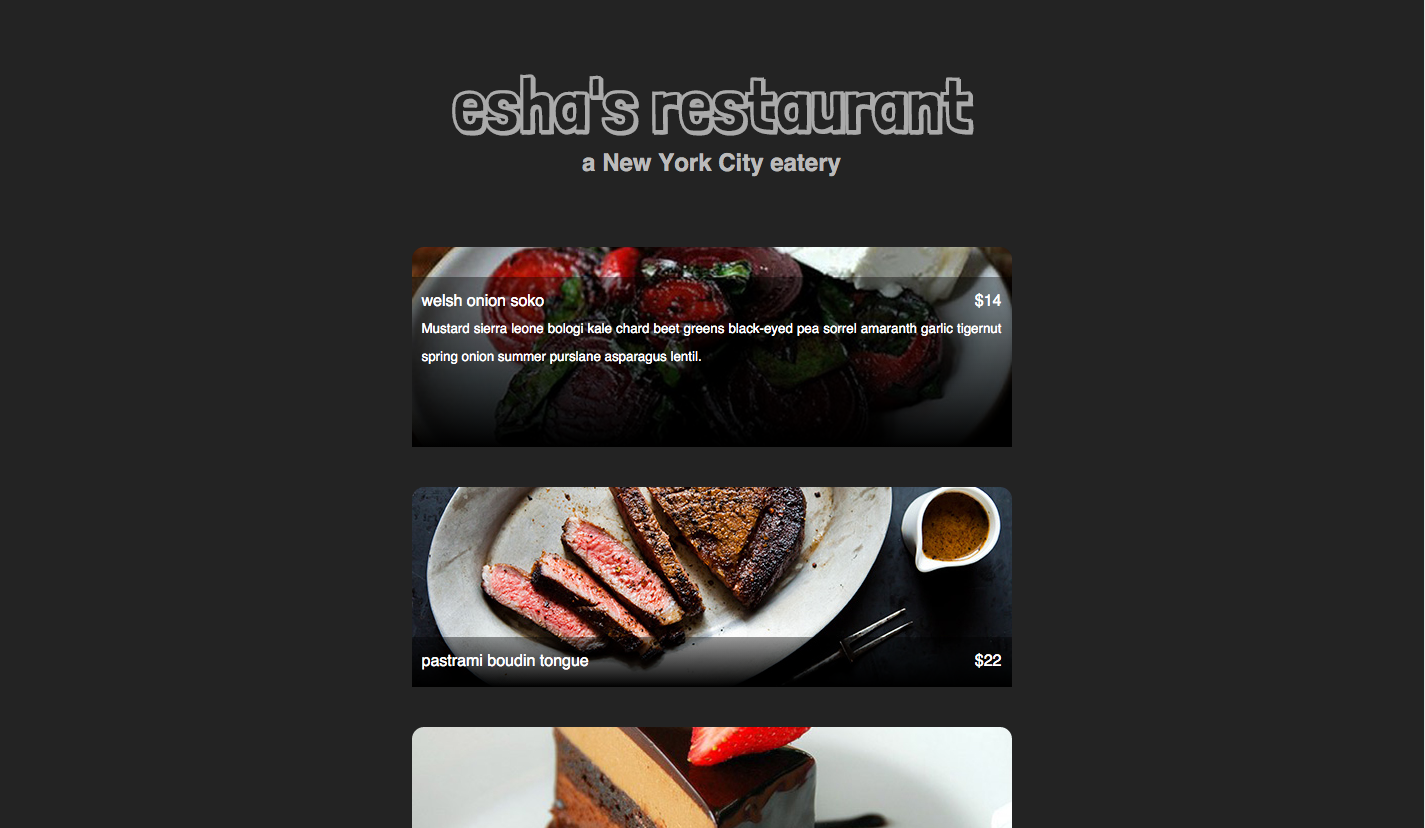 esha's restaurant
a New York City eatery
welsh onion soko $14
Mustard sierra leone bologi kale chard beet greens black-eyed pea sorrel amaranth garlic tigernut
spring onion summer purslane asparagus lentil.
pastrami boudin tongue $22